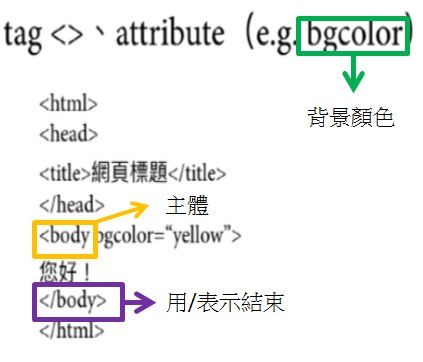 tag <>、attribute（e.g. bgcolor）
背景顏色
<html>
<head>
<title>網頁標題</title>
</head>
主體
<body bgcolor=“yellow”>
您好！
</body>
用/表示結束
</html>